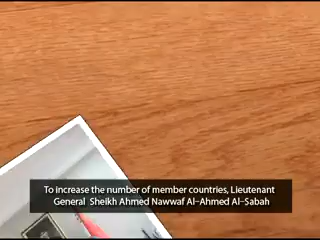 To increase the number of member countries, Lieutenant
General Sheikh Ahmed Nawwaf Al-Ahmed Al-Sabah